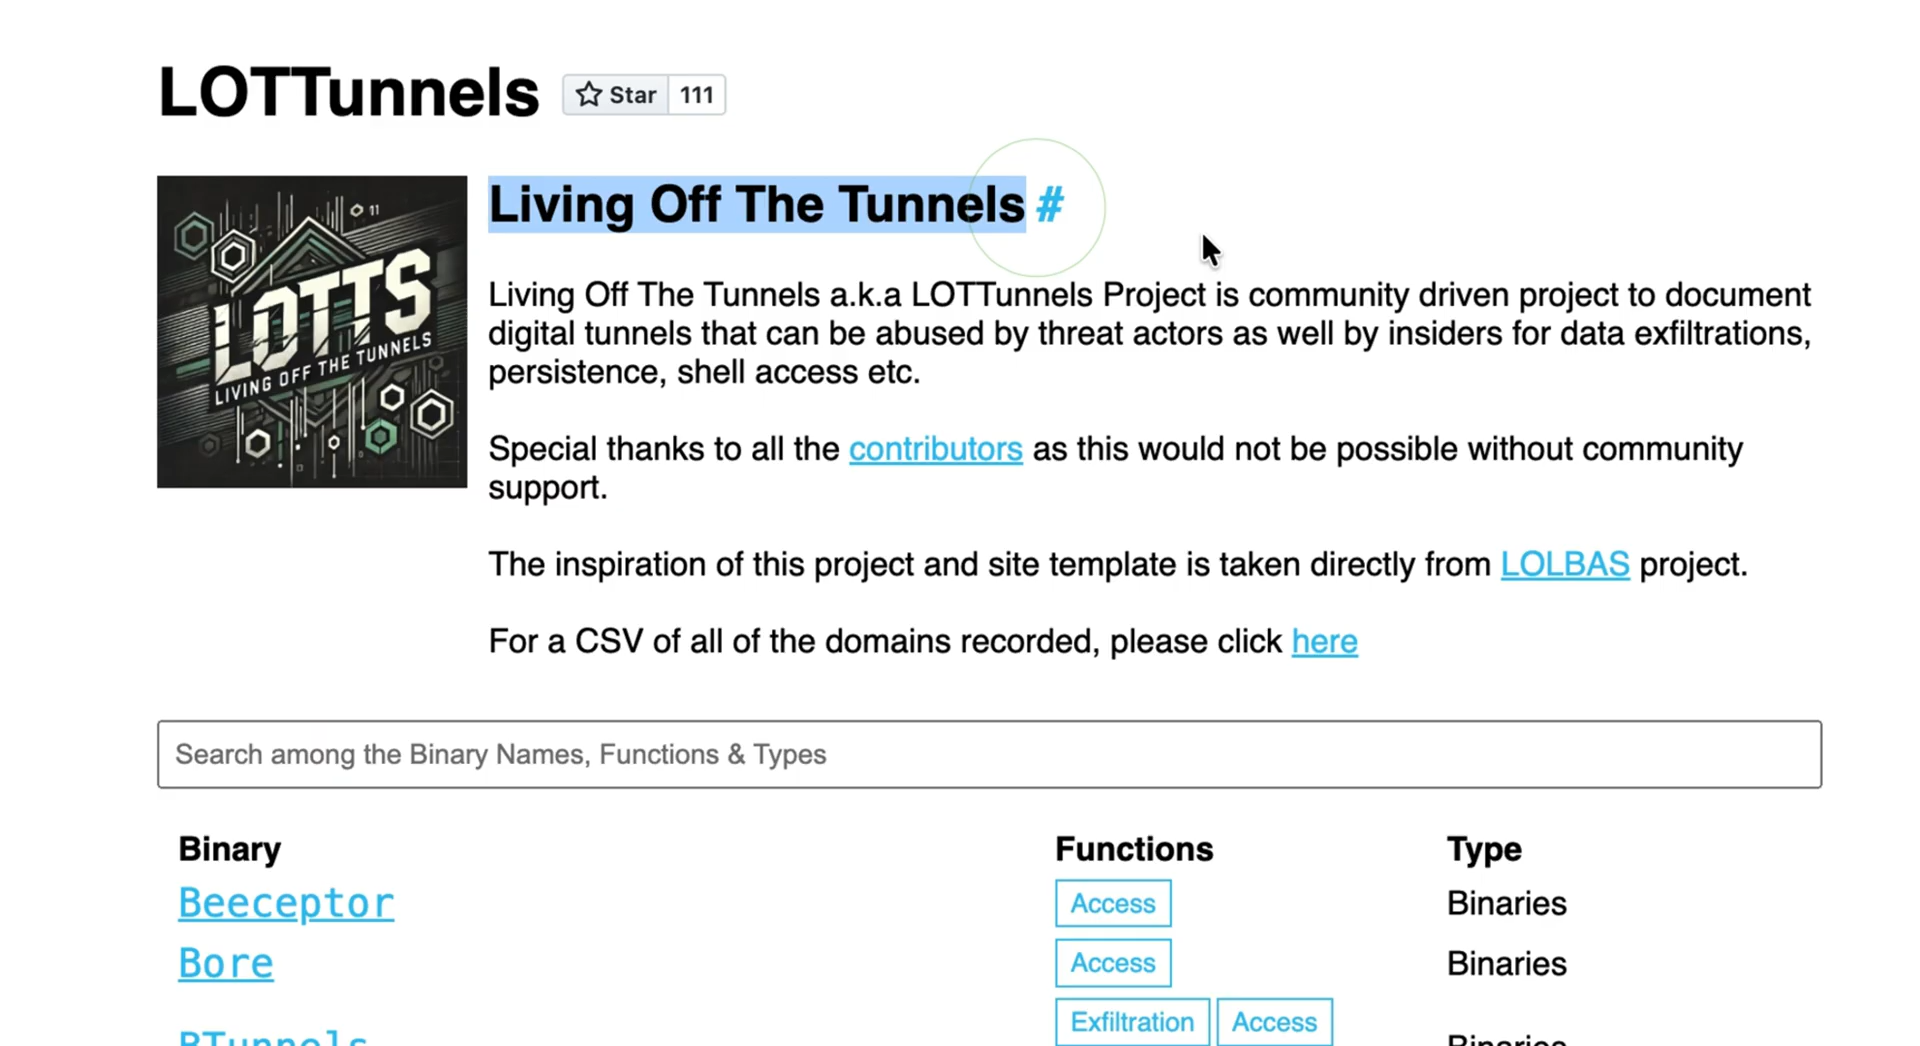 LOTTunnels
Star 111
11
LOTTS
LIVING OFF THE TUNNELS
Living Off The Tunnels #
Living Off The Tunnels a.k.a LOTTunnels Project is community driven project to document
digital tunnels that can be abused by threat actors as well by insiders for data exfiltrations,
persistence, shell access etc.
Special thanks to all the contributors as this would not be possible without community
support.
The inspiration of this project and site template is taken directly from LOLBAS project.
For a CSV of all of the domains recorded, please click here
Search among the Binary Names, Functions & Types
Binary Functions Type
Beeceptor Access Binaries
Bore Access Binaries
Exfiltration Access
BTunnels Binaries